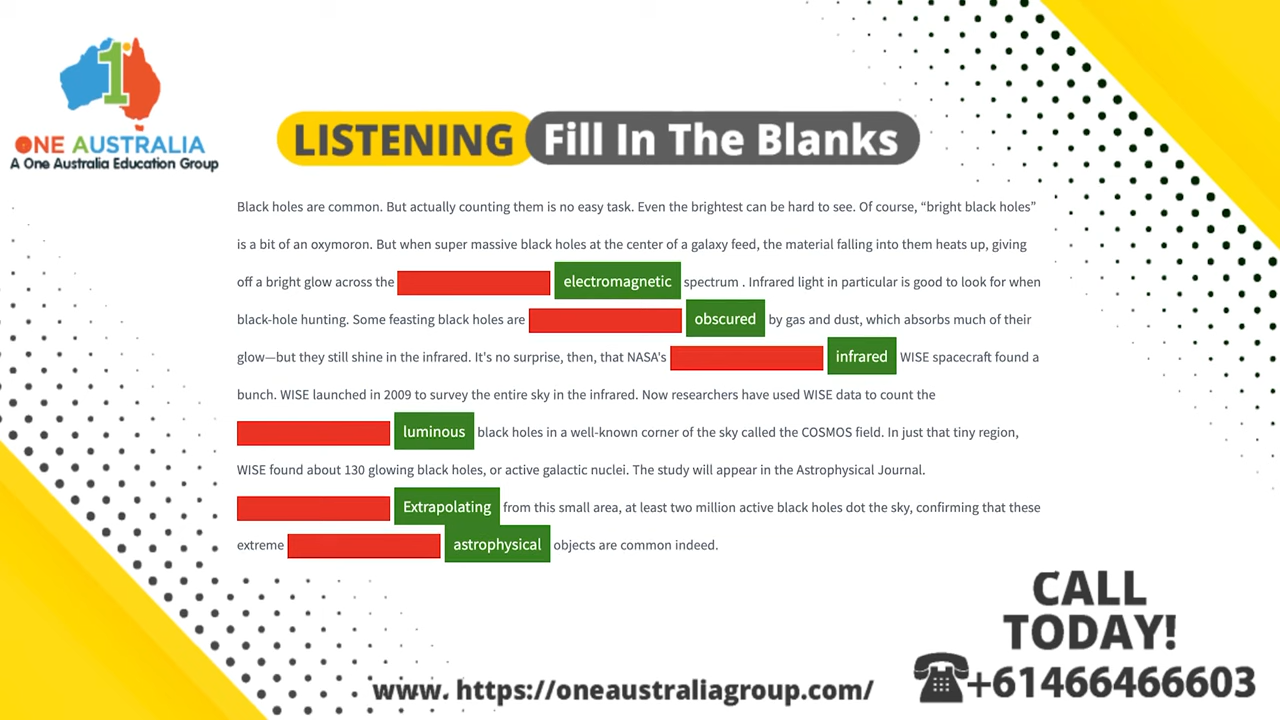 1
ONE AUSTRALIA
A One Australia Education Group
LISTENING Fill In The Blanks
Black holes are common. But actually counting them is no easy task. Even the brightest can be hard to see. Of course, “bright black holes”
is a bit of an oxymoron. But when super massive black holes at the center of a galaxy feed, the material falling into them heats up, giving
off a bright glow across the electromagnetic spectrum . Infrared light in particular is good to look for when
black-hole hunting. Some feasting black holes are obscured by gas and dust, which absorbs much of their
glow—but they still shine in the infrared. It's no surprise, then, that NASA's infrared WISE spacecraft found a
bunch. WISE launched in 2009 to survey the entire sky in the infrared. Now researchers have used WISE data to count the
luminous black holes in a well-known corner of the sky called the COSMOS field. In just that tiny region,
WISE found about 130 glowing black holes, or active galactic nuclei. The study will appear in the Astrophysical Journal.
Extrapolating from this small area, at least two million active black holes dot the sky, confirming that these
extreme astrophysical objects are common indeed.
CALL
TODAY!
+61466466603
www. https://oneaustraliagroup.com/